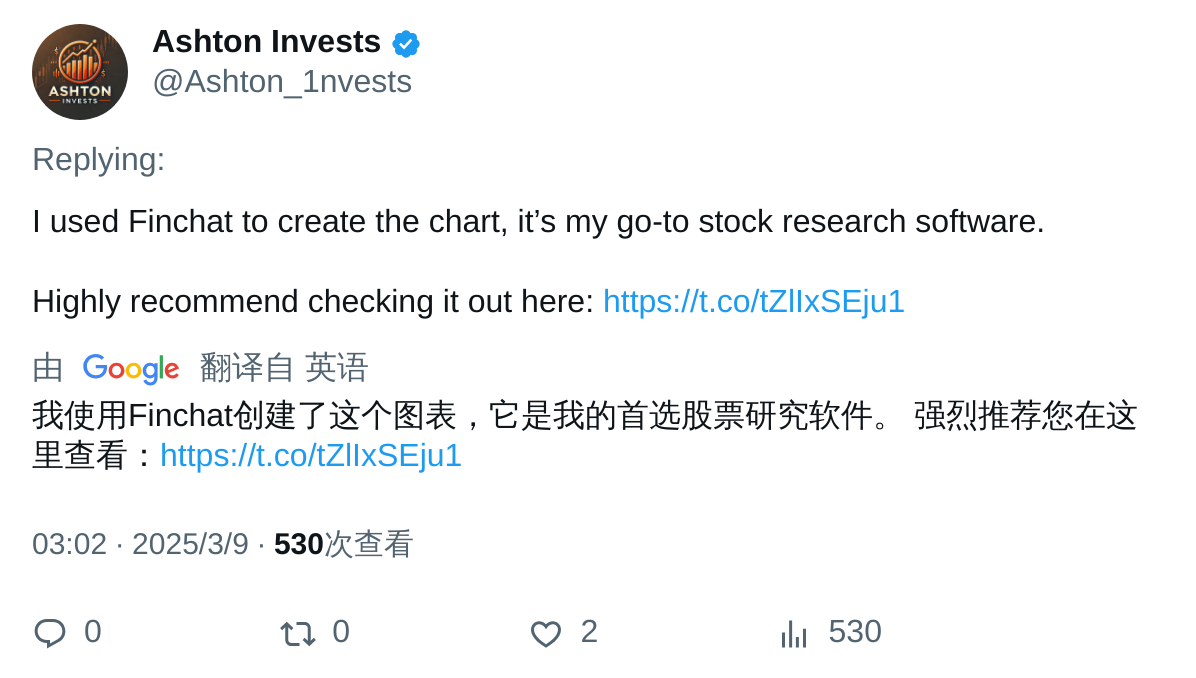 ASHTON
INVESTS
Ashton Invests
@Ashton_1nvests
Replying:
I used Finchat to create the chart, it’s my go-to stock research software.
Highly recommend checking it out here: https://t.co/tZlIxSEju1
由 Google 翻译自 英语
我使用Finchat创建了这个图表，它是我的首选股票研究软件。 强烈推荐您在这
里查看：https://t.co/tZlIxSEju1
03:02 · 2025/3/9 · 530次查看
0 0 2 530